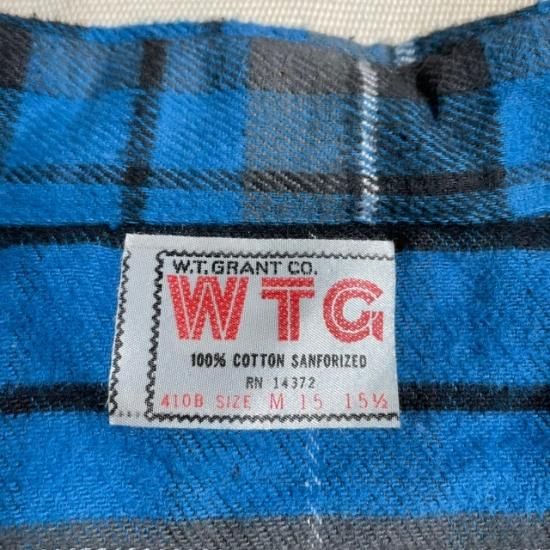 W.T. GRANT CO.
WTG
100% COTTON SANFORIZED
RN 14372
410B SIZE M 15 15½